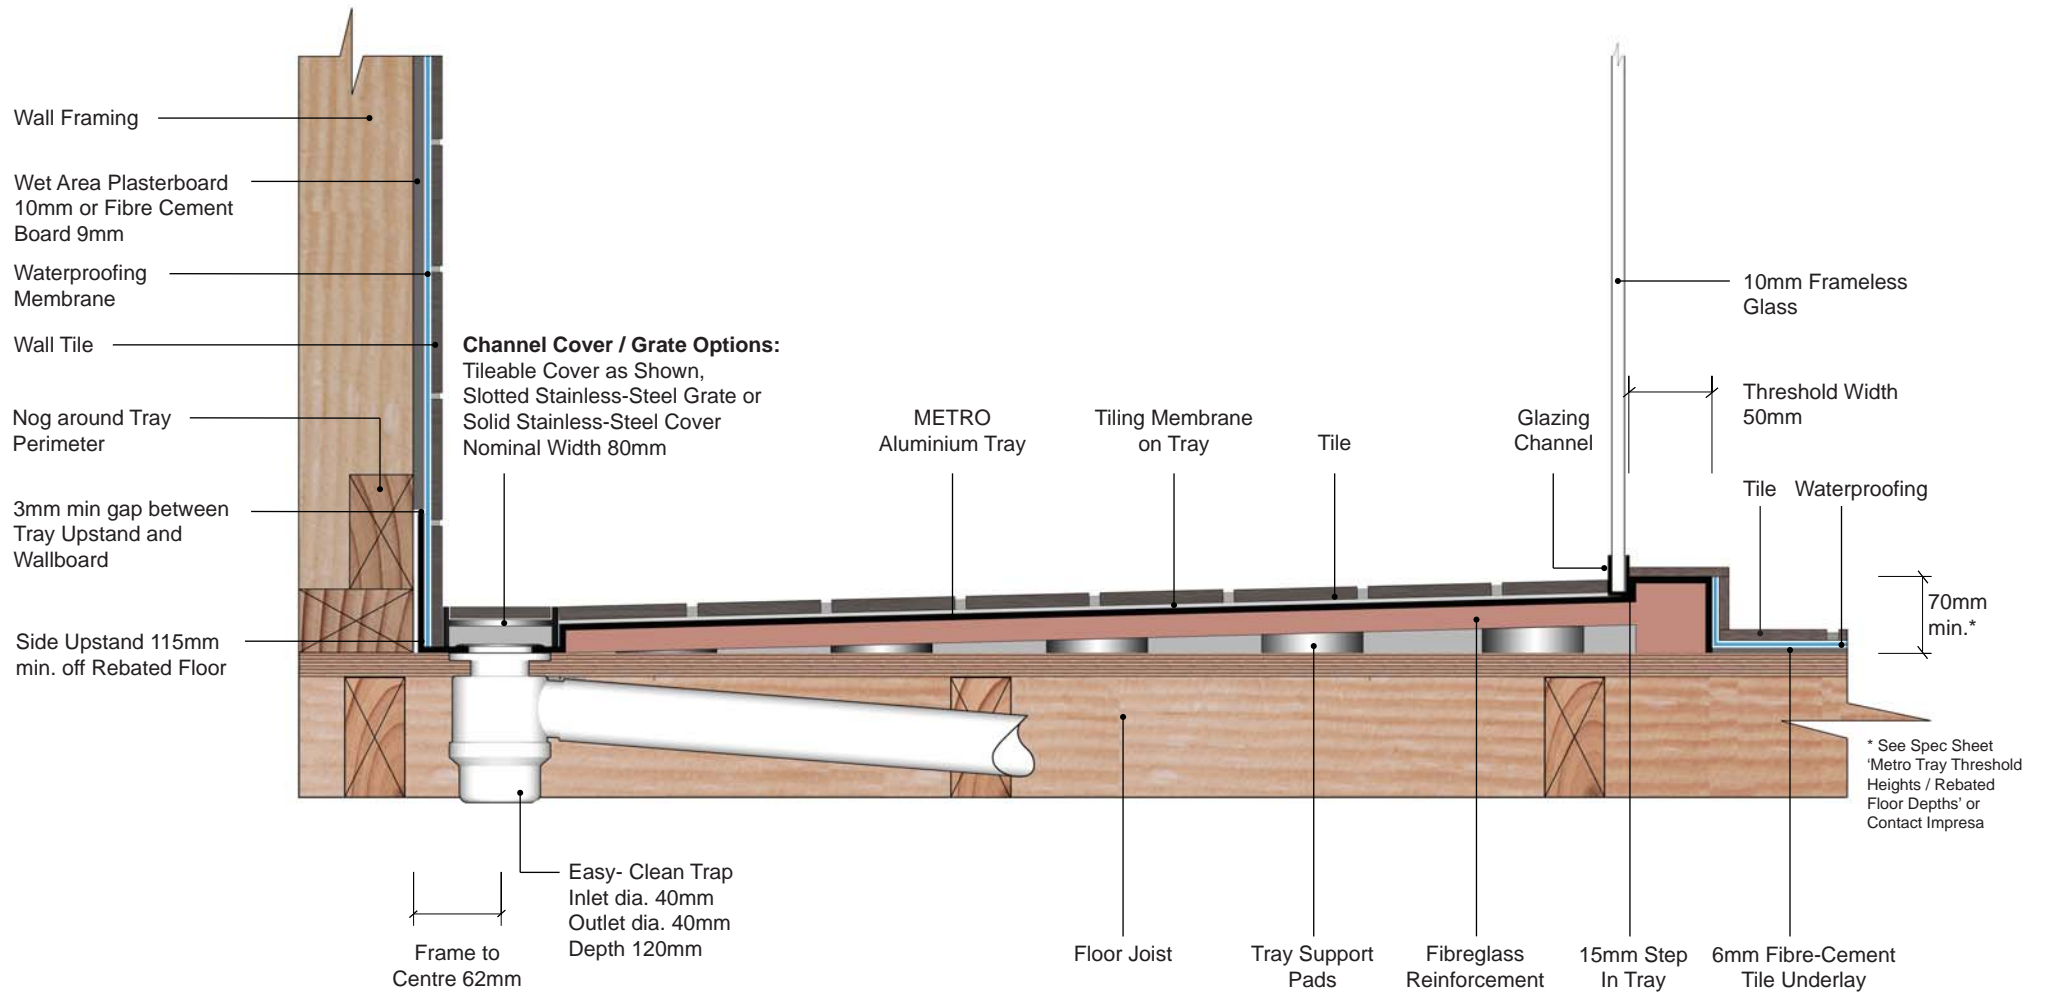 Wall Framing
Wet Area Plasterboard
10mm or Fibre Cement
Board 9mm
Waterproofing
Membrane
Wall Tile
Nog around Tray
Perimeter
3mm min gap between
Tray Upstand and
Wallboard
Side Upstand 115mm
min. off Rebated Floor
Channel Cover / Grate Options:
Tileable Cover as Shown,
Slotted Stainless-Steel Grate or
Solid Stainless-Steel Cover
Nominal Width 80mm
METRO
Aluminium Tray
Tiling Membrane
on Tray
Tile
Glazing
Channel
10mm Frameless
Glass
Threshold Width
50mm
Tile
Waterproofing
70mm
min.*
* See Spec Sheet
‘Metro Tray Threshold
Heights / Rebated
Floor Depths’ or
Contact Impresa
Frame to
Centre 62mm
Easy- Clean Trap
Inlet dia. 40mm
Outlet dia. 40mm
Depth 120mm
Floor Joist
Tray Support
Pads
Fibreglass
Reinforcement
15mm Step
In Tray
6mm Fibre-Cement
Tile Underlay